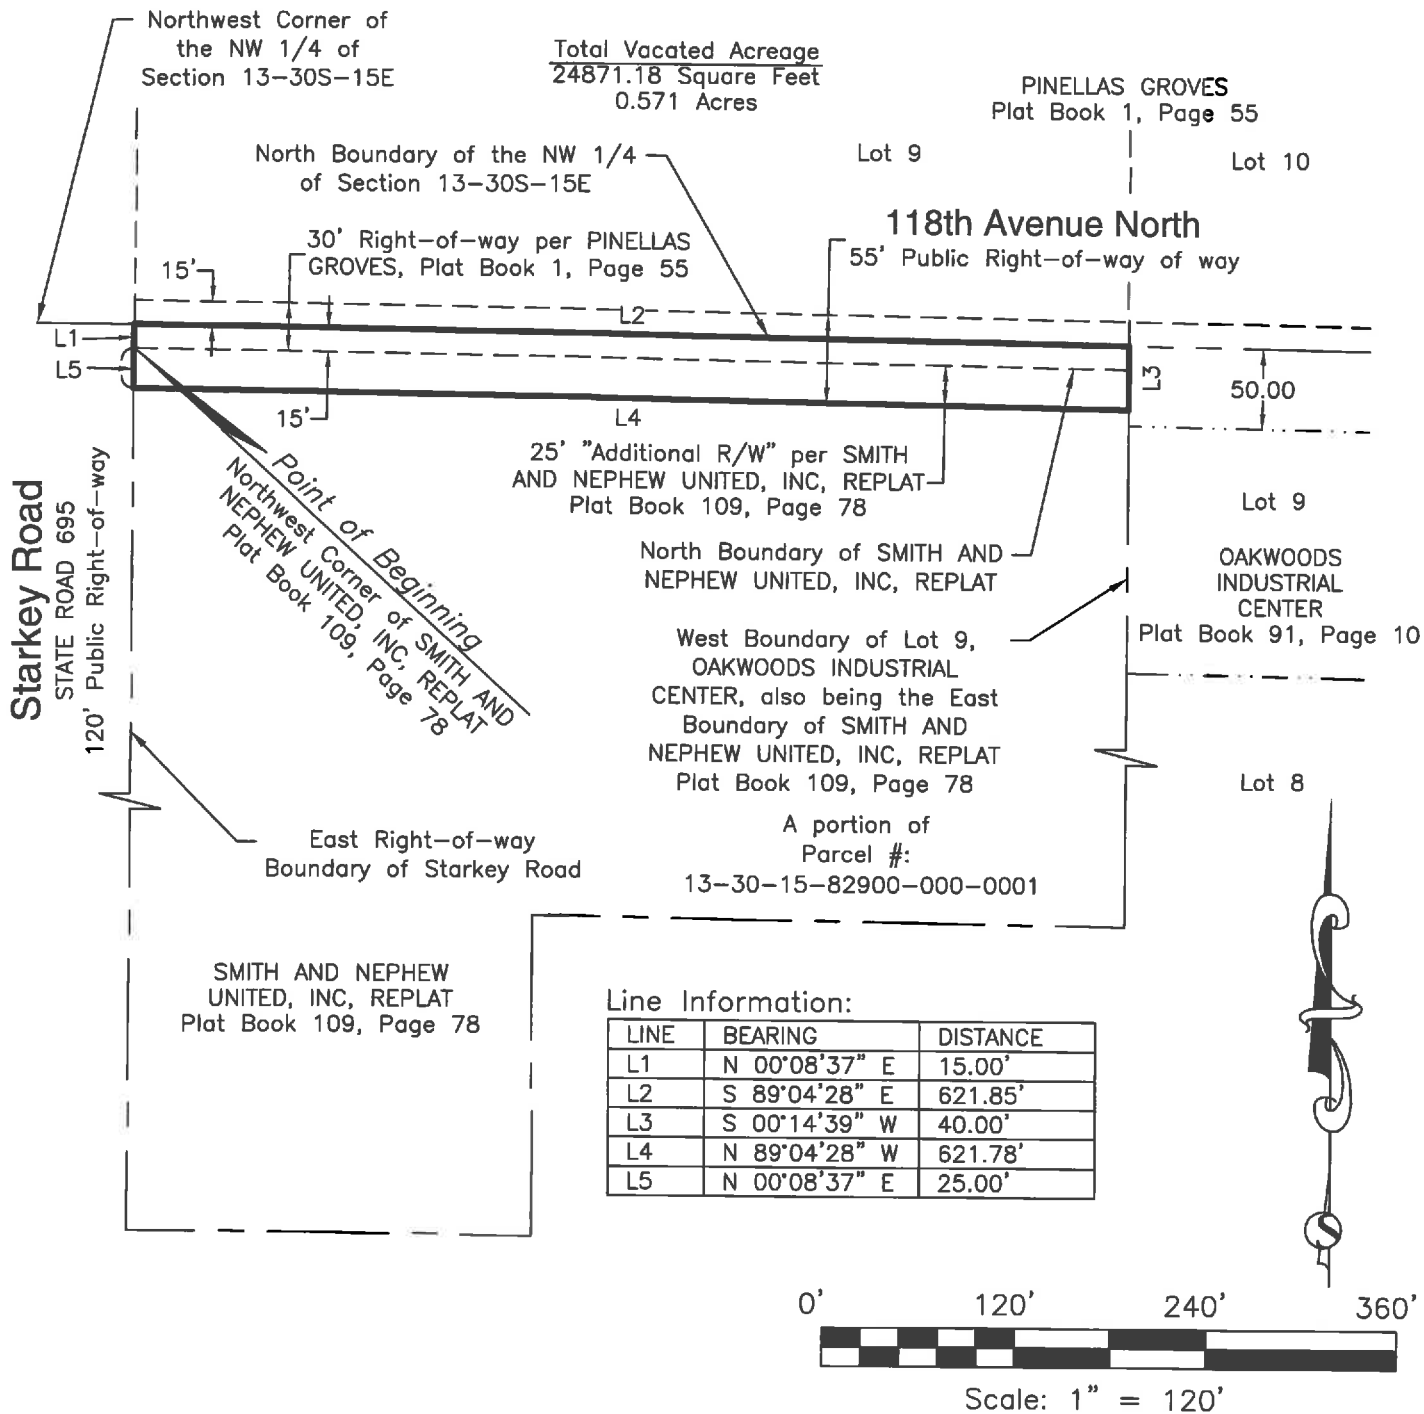 Northwest Corner of
the NW 1/4 of
Section 13-30S-15E
Total Vacated Acreage
24871.18 Square Feet
0.571 Acres
PINELLAS GROVES
Plat Book 1, Page 55
North Boundary of the NW 1/4
of Section 13-30S-15E
Lot 9
Lot 10
118th Avenue North
55' Public Right-of-way of way
30' Right-of-way per PINELLAS
GROVES, Plat Book 1, Page 55
15'
L2
L1
L5
L3
50.00
15'
L4
25' "Additional R/W" per SMITH
AND NEPHEW UNITED, INC, REPLAT
Plat Book 109, Page 78
Point of Beginning
Northwest Corner of SMITH AND
NEPHEW UNITED, INC, REPLAT
Plat Book 109, Page 78
Starkey Road
STATE ROAD 695
120' Public Right-of-way
North Boundary of SMITH AND
NEPHEW UNITED, INC, REPLAT
Lot 9
OAKWOODS
INDUSTRIAL
CENTER
Plat Book 91, Page 10
West Boundary of Lot 9,
OAKWOODS INDUSTRIAL
CENTER, also being the East
Boundary of SMITH AND
NEPHEW UNITED, INC, REPLAT
Plat Book 109, Page 78
Lot 8
A portion of
Parcel #:
13-30-15-82900-000-0001
East Right-of-way
Boundary of Starkey Road
SMITH AND NEPHEW
UNITED, INC, REPLAT
Plat Book 109, Page 78
Line Information:
LINE BEARING DISTANCE
L1 N 00°08'37" E 15.00'
L2 S 89°04'28" E 621.85'
L3 S 00°14'39" W 40.00'
L4 N 89°04'28" W 621.78'
L5 N 00°08'37" E 25.00'
0' 120' 240' 360'
Scale: 1" = 120'